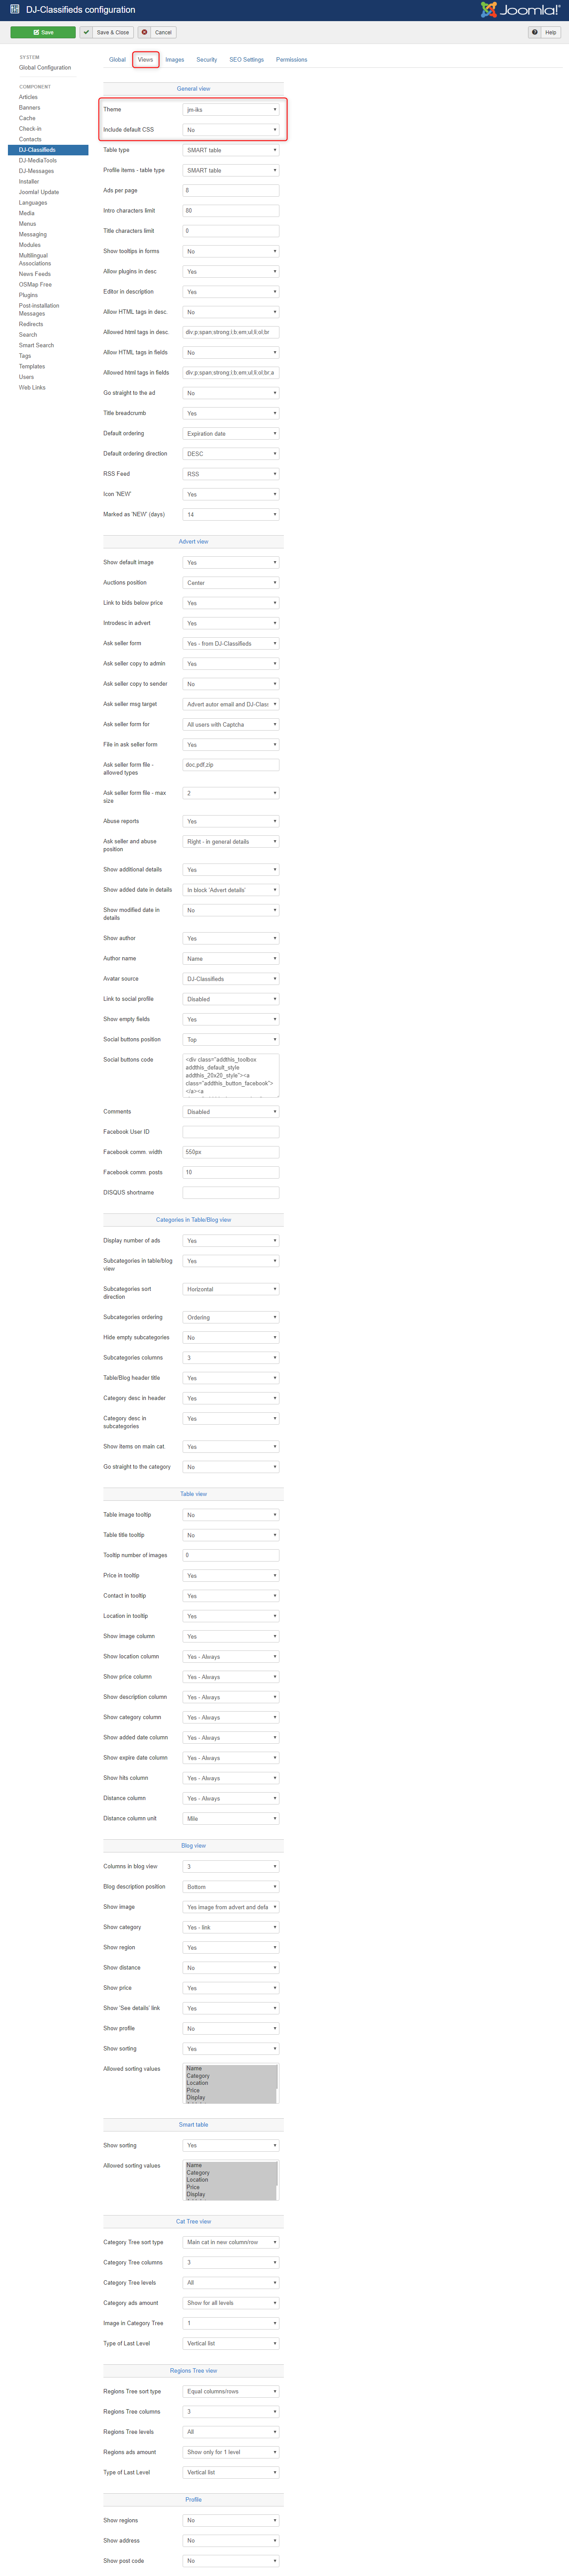 DJ-Classifieds configuration
Joomla!
Save
Save & Close
Cancel
Help
SYSTEM
Global Configuration
COMPONENT
Articles
Banners
Cache
Check-in
Contacts
DJ-Classifieds
DJ-MediaTools
DJ-Messages
Installer
Joomla! Update
Languages
Media
Menus
Messaging
Modules
Multilingual
Associations
News Feeds
OSMap Free
Plugins
Post-installation
Messages
Redirects
Search
Smart Search
Tags
Templates
Users
Web Links
Global Views Images Security SEO Settings Permissions
General view
Theme jm-iks
Include default CSS No
Table type SMART table
Profile items - table type SMART table
Ads per page 8
Intro characters limit 80
Title characters limit 0
Show tooltips in forms No
Allow plugins in desc Yes
Editor in description Yes
Allow HTML tags in desc. No
Allowed html tags in desc. div;p;span;strong;i;b;em;ul;li;ol;br
Allow HTML tags in fields No
Allowed html tags in fields div;p;span;strong;i;b;em;ul;li;ol;br;a
Go straight to the ad No
Title breadcrumb Yes
Default ordering Expiration date
Default ordering direction DESC
RSS Feed RSS
Icon 'NEW' Yes
Marked as 'NEW' (days) 14
Advert view
Show default image Yes
Auctions position Center
Link to bids below price Yes
Introdesc in advert Yes
Ask seller form Yes - from DJ-Classifieds
Ask seller copy to admin Yes
Ask seller copy to sender No
Ask seller msg target Advert autor email and DJ-Class
Ask seller form for All users with Captcha
File in ask seller form Yes
Ask seller form file -
allowed types doc,pdf,zip
Ask seller form file - max
size 2
Abuse reports Yes
Ask seller and abuse
position Right - in general details
Show additional details Yes
Show added date in details In block 'Advert details'
Show modified date in
details No
Show author Yes
Author name Name
Avatar source DJ-Classifieds
Link to social profile Disabled
Show empty fields Yes
Social buttons position Top
Social buttons code <div class="addthis_toolbox
addthis_default_style
addthis_20x20_style"><a
class="addthis_button_facebook">
</a><a
Comments Disabled
Facebook User ID
Facebook comm. width 550px
Facebook comm. posts 10
DISQUS shortname
Categories in Table/Blog view
Display number of ads Yes
Subcategories in table/blog
view Yes
Subcategories sort
direction Horizontal
Subcategories ordering Ordering
Hide empty subcategories No
Subcategories columns 3
Table/Blog header title Yes
Category desc in header Yes
Category desc in
subcategories Yes
Show items on main cat. Yes
Go straight to the category No
Table view
Table image tooltip No
Table title tooltip No
Tooltip number of images 0
Price in tooltip Yes
Contact in tooltip Yes
Location in tooltip Yes
Show image column Yes
Show location column Yes - Always
Show price column Yes - Always
Show description column Yes - Always
Show category column Yes - Always
Show added date column Yes - Always
Show expire date column Yes - Always
Show hits column Yes - Always
Distance column Yes - Always
Distance column unit Mile
Blog view
Columns in blog view 3
Blog description position Bottom
Show image Yes image from advert and defa
Show category Yes - link
Show region Yes
Show distance No
Show price Yes
Show 'See details' link Yes
Show profile No
Show sorting Yes
Allowed sorting values Name
Category
Location
Price
Display
Smart table
Show sorting Yes
Allowed sorting values Name
Category
Location
Price
Display
Cat Tree view
Category Tree sort type Main cat in new column/row
Category Tree columns 3
Category Tree levels All
Category ads amount Show for all levels
Image in Category Tree 1
Type of Last Level Vertical list
Regions Tree view
Regions Tree sort type Equal columns/rows
Regions Tree columns 3
Regions Tree levels All
Regions ads amount Show only for 1 level
Type of Last Level Vertical list
Profile
Show regions No
Show address No
Show post code No